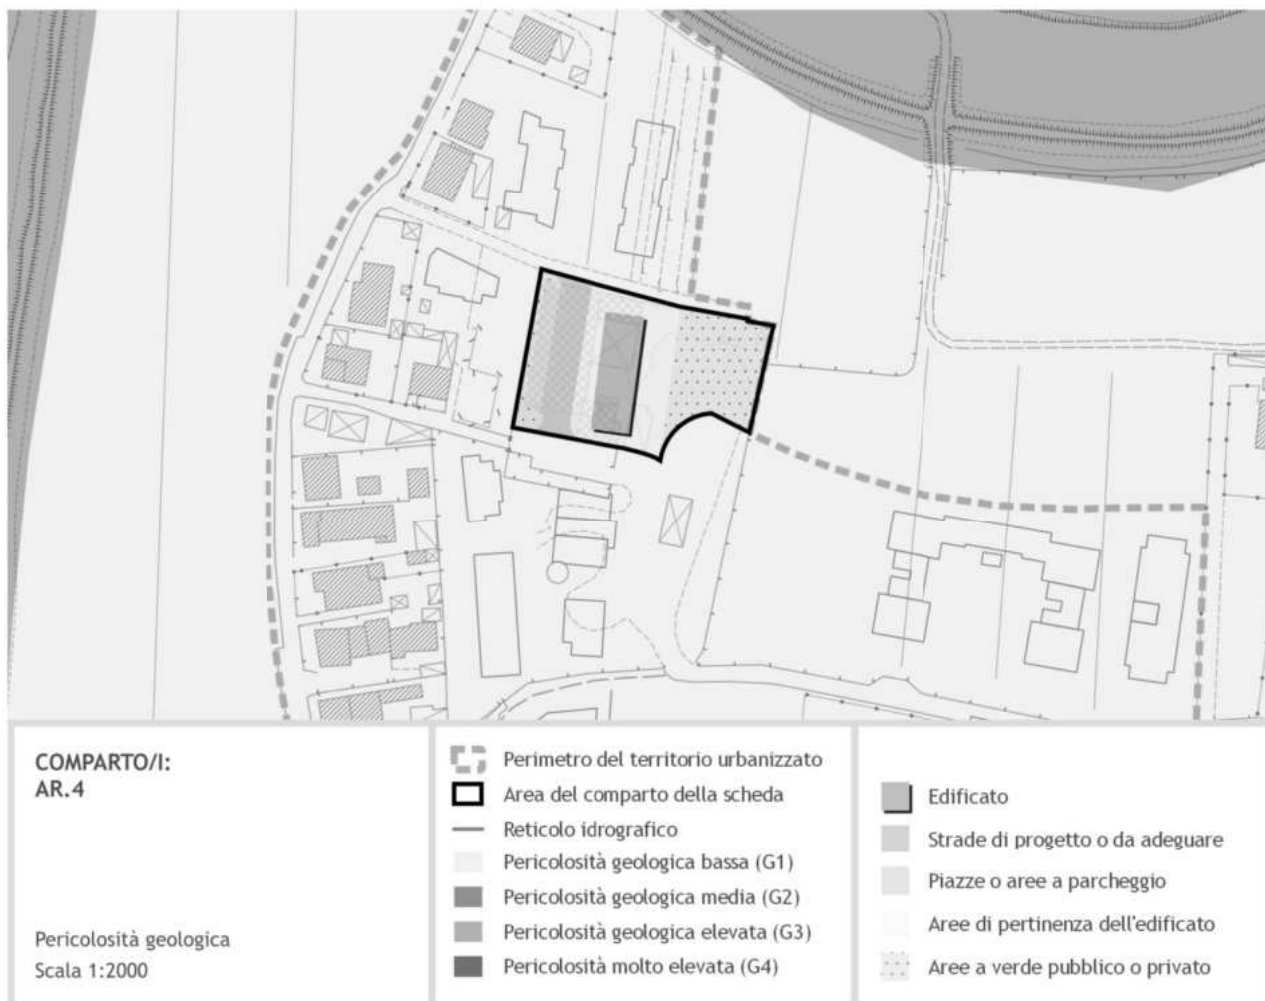 COMPARTO/I:
AR.4
Pericolosità geologica
Scala 1:2000
Perimetro del territorio urbanizzato
Area del comparto della scheda
Reticolo idrografico
Pericolosità geologica bassa (G1)
Pericolosità geologica media (G2)
Pericolosità geologica elevata (G3)
Pericolosità molto elevata (G4)
Edificato
Strade di progetto o da adeguare
Piazze o aree a parcheggio
Aree di pertinenza dell'edificato
Aree a verde pubblico o privato